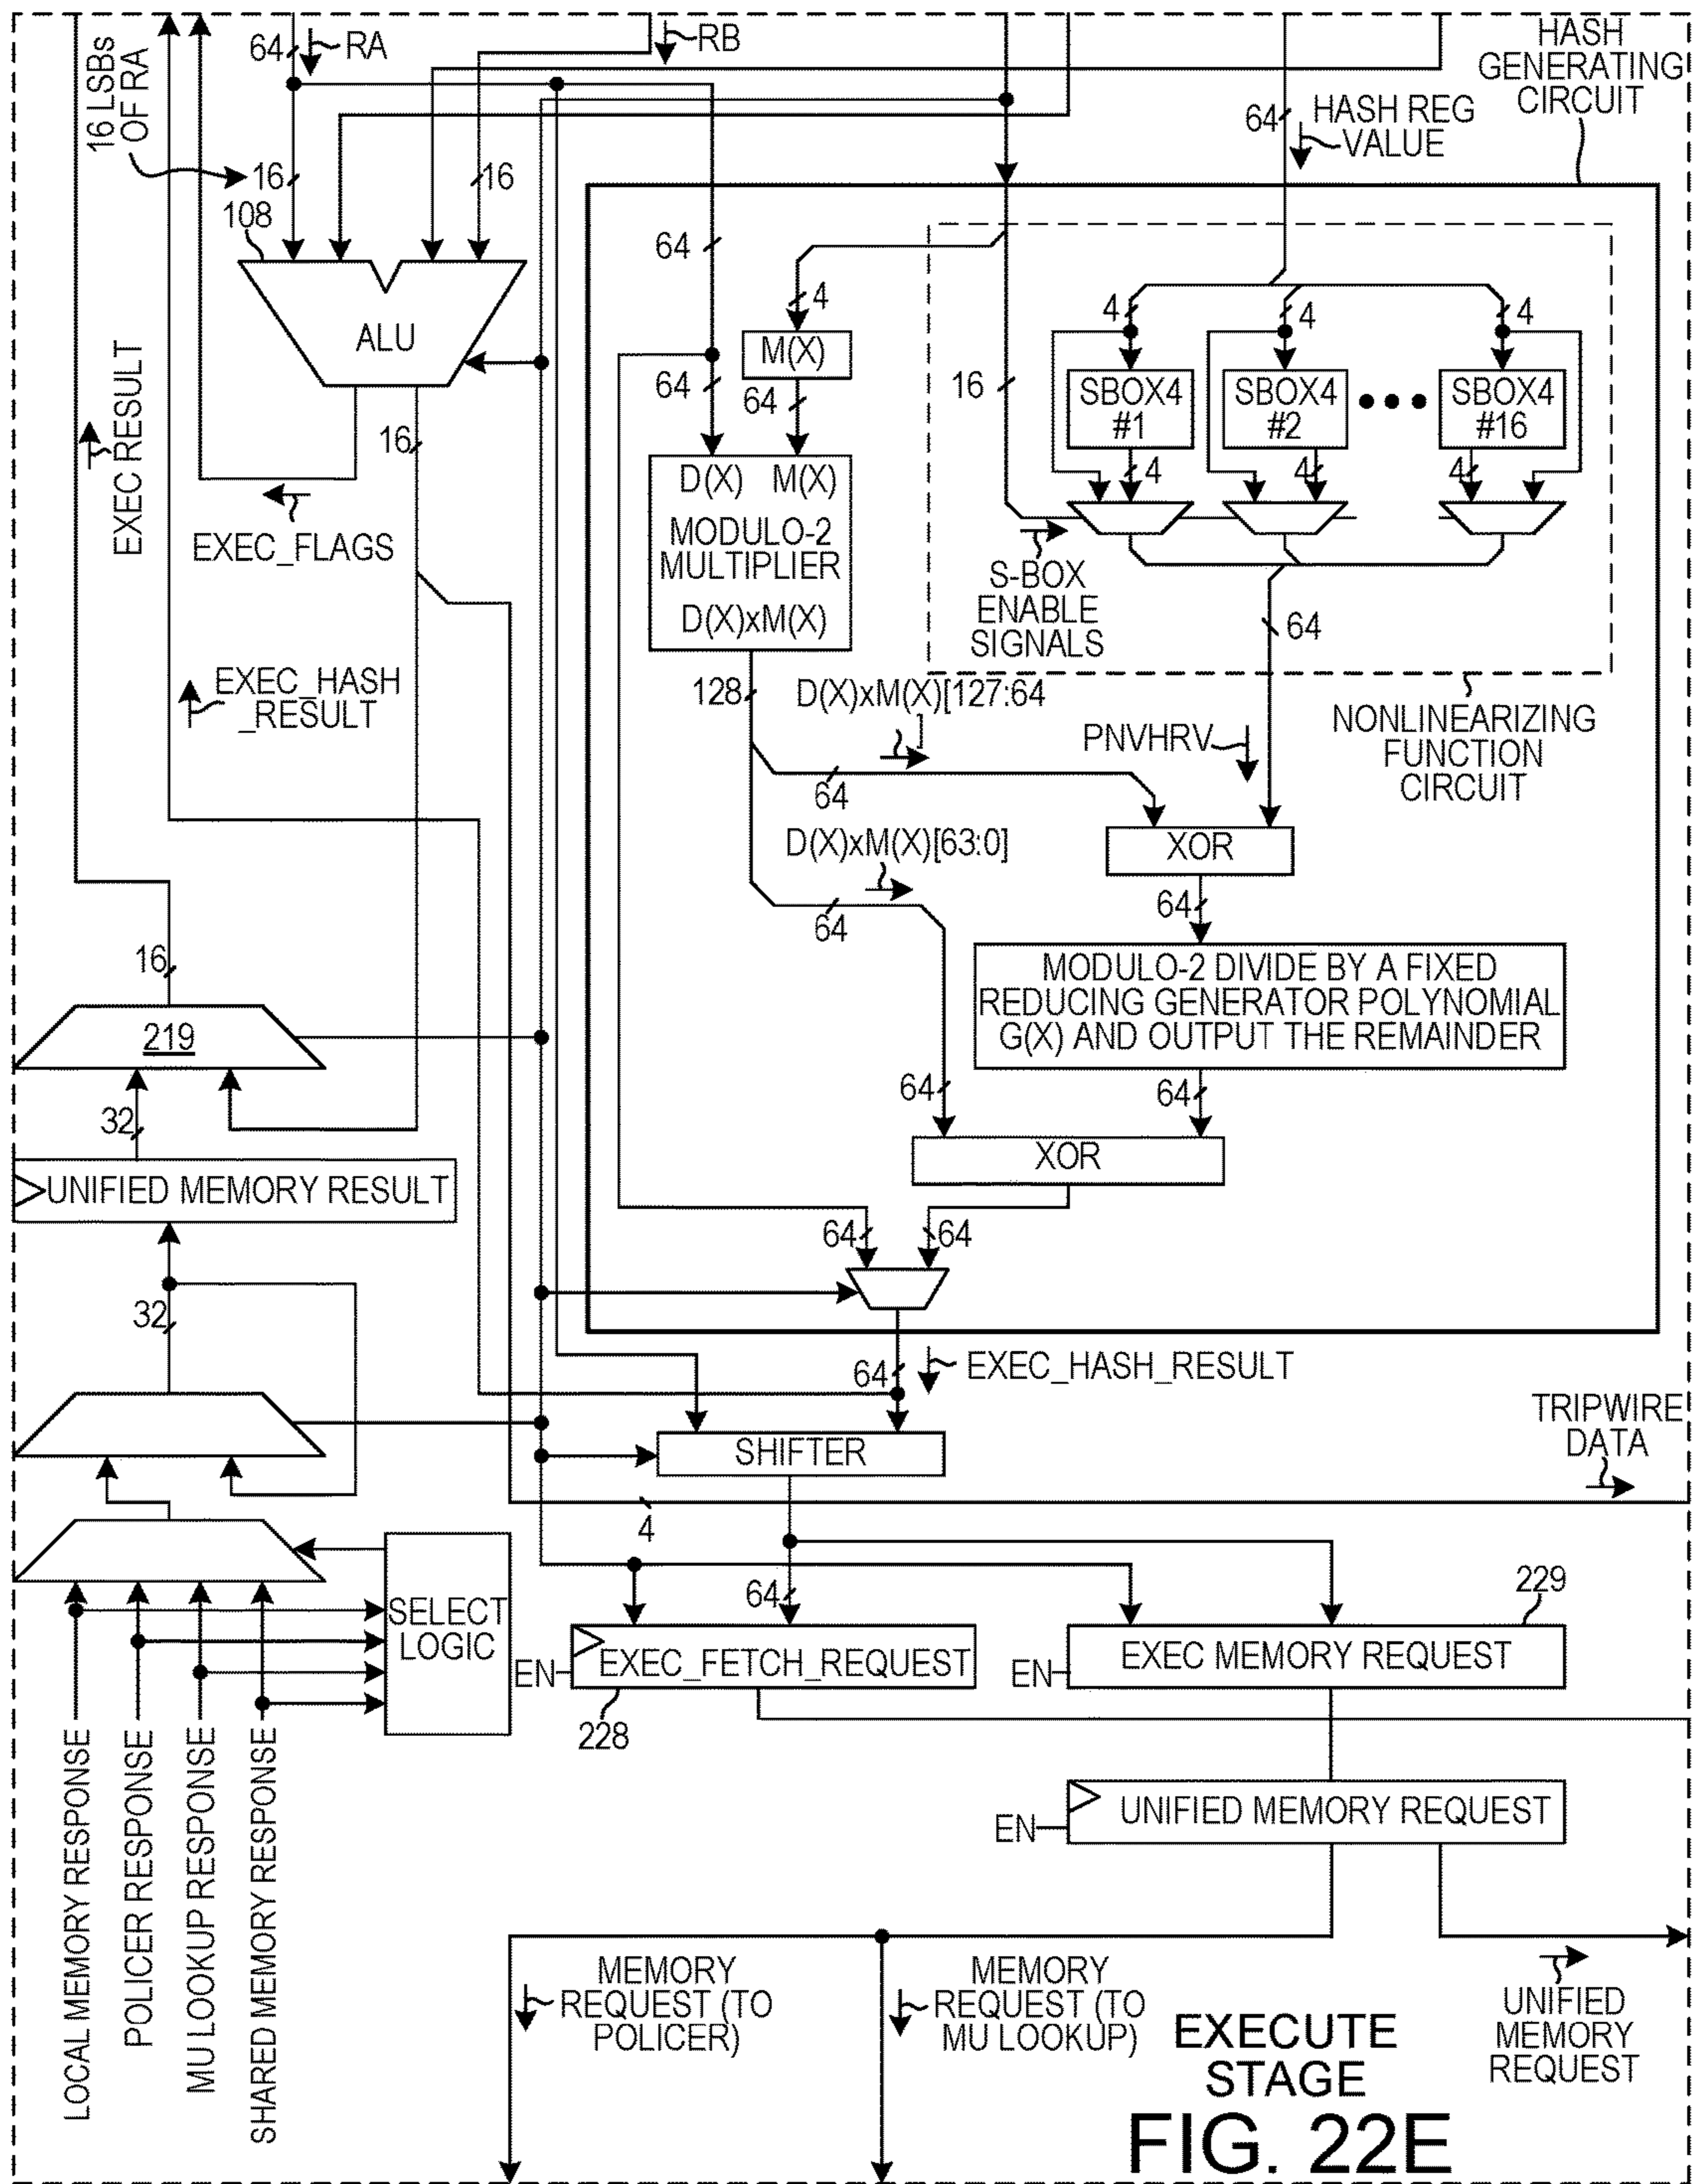 64
RA
RB
16 LSBs
OF RA
16
16
108
HASH
GENERATING
CIRCUIT
64
HASH REG
VALUE
ALU
EXEC RESULT
16
EXEC_FLAGS
EXEC_HASH
_RESULT
64
4
M(X)
64
64
D(X) M(X)
MODULO-2
MULTIPLIER
D(X)xM(X)
16
4
4
4
SBOX4
#1
SBOX4
#2
SBOX4
#16
4
4
4
S-BOX
ENABLE
SIGNALS
64
NONLINEARIZING
FUNCTION
CIRCUIT
128
D(X)xM(X)[127:64
]
64
PNVHRV
D(X)xM(X)[63:0]
64
XOR
64
MODULO-2 DIVIDE BY A FIXED
REDUCING GENERATOR POLYNOMIAL
G(X) AND OUTPUT THE REMAINDER
64
64
XOR
64
64
16
219
32
UNIFIED MEMORY RESULT
32
64
EXEC_HASH_RESULT
SHIFTER
TRIPWIRE
DATA
4
SELECT
LOGIC
64
229
EN
EXEC_FETCH_REQUEST
228
EN
EXEC MEMORY REQUEST
EN
UNIFIED MEMORY REQUEST
LOCAL MEMORY RESPONSE
POLICER RESPONSE
MU LOOKUP RESPONSE
SHARED MEMORY RESPONSE
MEMORY
REQUEST (TO
POLICER)
MEMORY
REQUEST (TO
MU LOOKUP)
UNIFIED
MEMORY
REQUEST
EXECUTE
STAGE
FIG. 22E